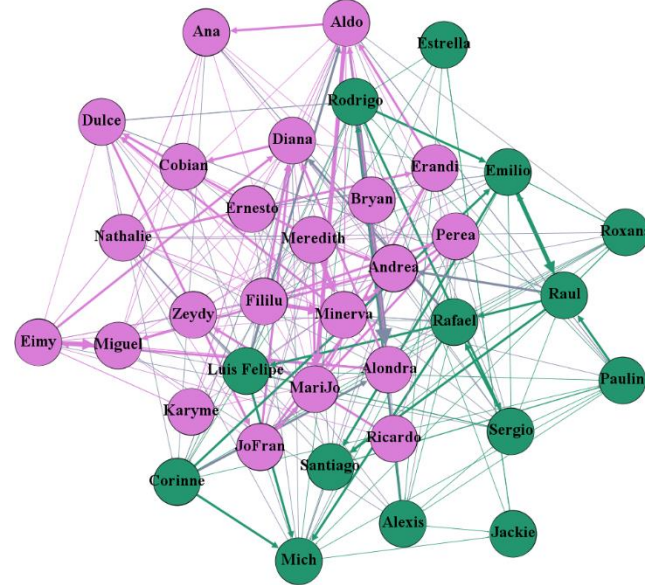 Aldo
Ana
Estrella
Rodrigo
Dulce
Diana
Cobian
Erandi
Emilio
Ernesto
Bryan
Nathalie
Meredith
Perea
Roxana
Andrea
Raul
Zeydy
Fililu
Minerva
Rafael
Eimy
Miguel
Luis Felipe
Alondra
MariJo
Paulin
Karyme
JoFran
Ricardo
Sergio
Santiago
Corinne
Alexis
Jackie
Mich